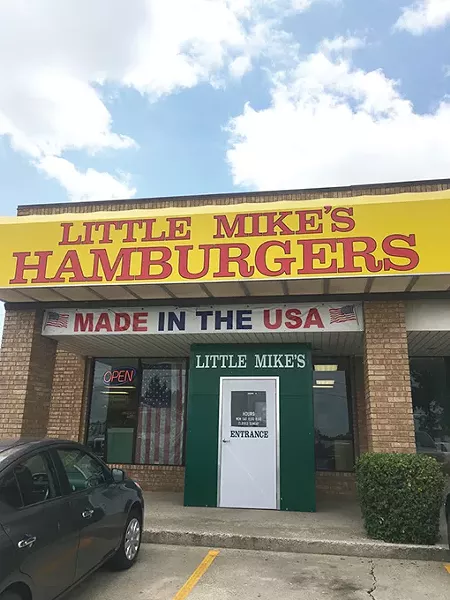 LITTLE MIKE'S
HAMBURGERS
MADE IN THE USA
LITTLE MIKE'S
OPEN
HOURS
ENTRANCE